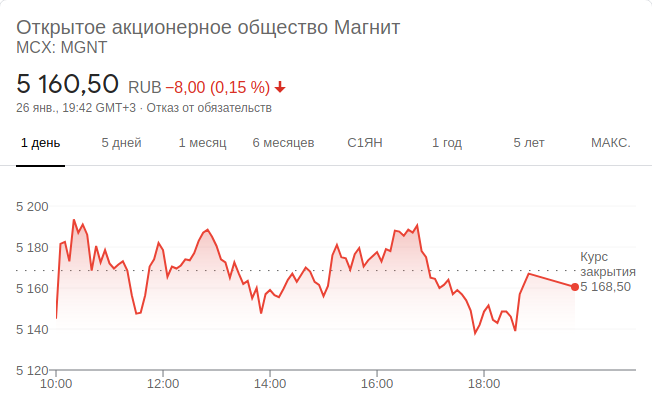 Открытое акционерное общество Магнит
MCX: MGNT
5 160,50 RUB −8,00 (0,15 %)
26 янв., 19:42 GMT+3 · Отказ от обязательств
1 день 5 дней 1 месяц 6 месяцев С1ЯН 1 год 5 лет МАКС.
5 200
5 180
Курс
закрытия
5 160
5 168,50
5 140
5 120
10:00 12:00 14:00 16:00 18:00